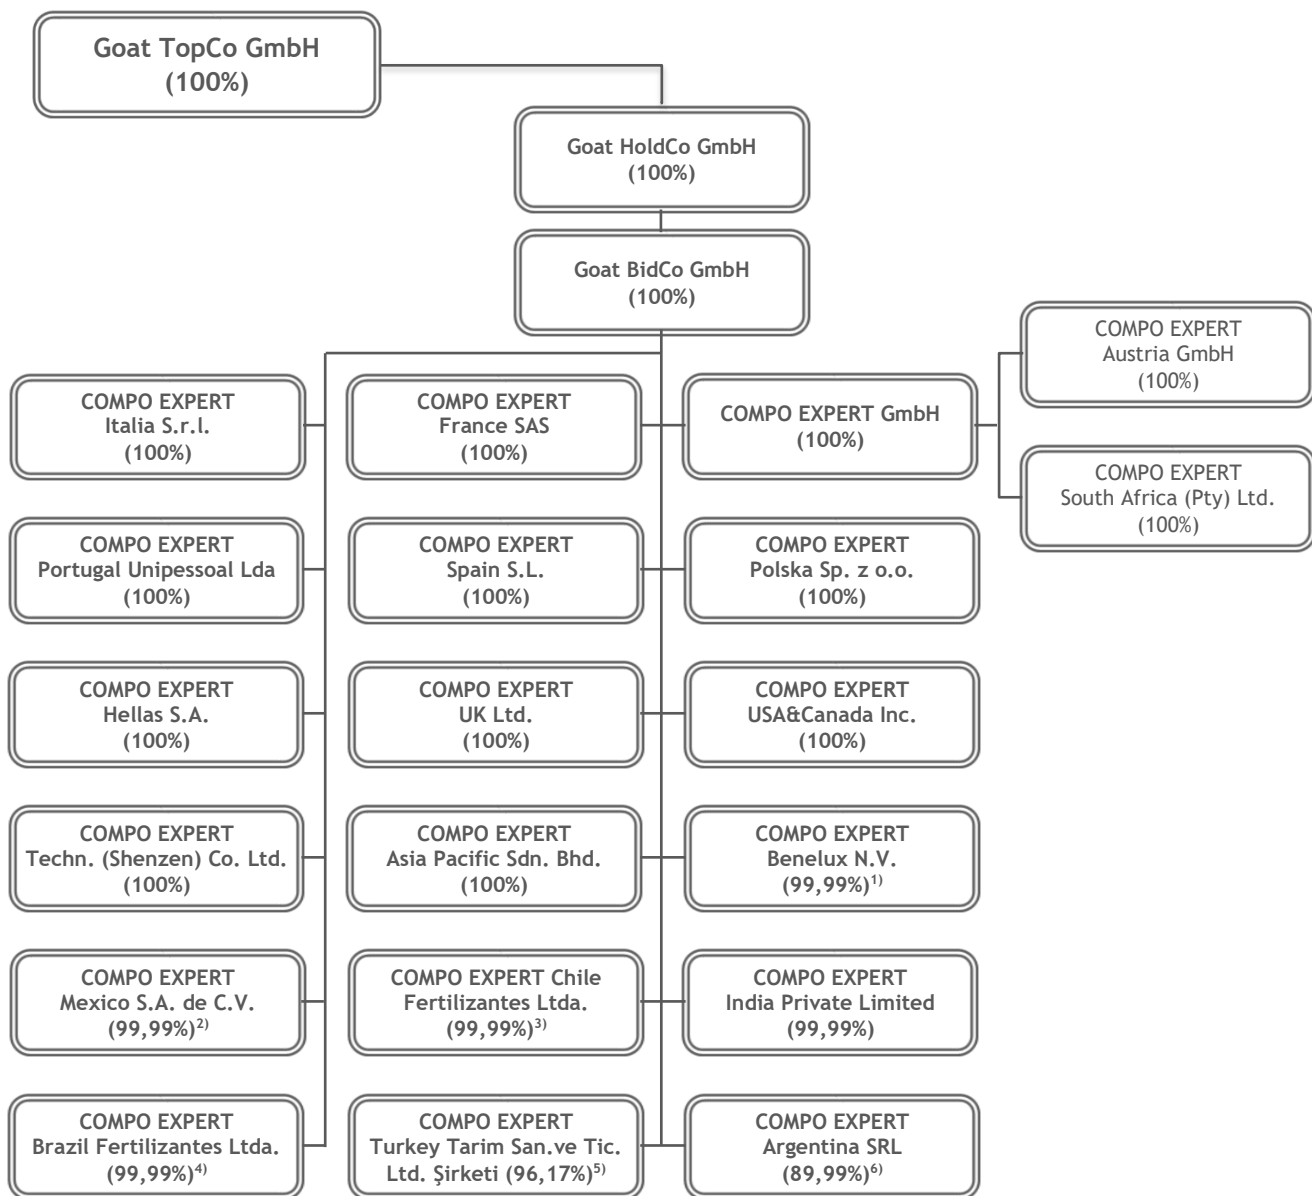 Goat TopCo GmbH
(100%)
Goat HoldCo GmbH
(100%)
Goat BidCo GmbH
(100%)
COMPO EXPERT
Austria GmbH
(100%)
COMPO EXPERT
Italia S.r.l.
(100%)
COMPO EXPERT
France SAS
(100%)
COMPO EXPERT GmbH
(100%)
COMPO EXPERT
South Africa (Pty) Ltd.
(100%)
COMPO EXPERT
Portugal Unipessoal Lda
(100%)
COMPO EXPERT
Spain S.L.
(100%)
COMPO EXPERT
Polska Sp. z o.o.
(100%)
COMPO EXPERT
Hellas S.A.
(100%)
COMPO EXPERT
UK Ltd.
(100%)
COMPO EXPERT
USA&Canada Inc.
(100%)
COMPO EXPERT
Techn. (Shenzen) Co. Ltd.
(100%)
COMPO EXPERT
Asia Pacific Sdn. Bhd.
(100%)
COMPO EXPERT
Benelux N.V.
(99,99%)1)
COMPO EXPERT
Mexico S.A. de C.V.
(99,99%)2)
COMPO EXPERT Chile
Fertilizantes Ltda.
(99,99%)3)
COMPO EXPERT
India Private Limited
(99,99%)
COMPO EXPERT
Brazil Fertilizantes Ltda.
(99,99%)4)
COMPO EXPERT
Turkey Tarim San.ve Tic.
Ltd. Şirketi (96,17%)5)
COMPO EXPERT
Argentina SRL
(89,99%)6)